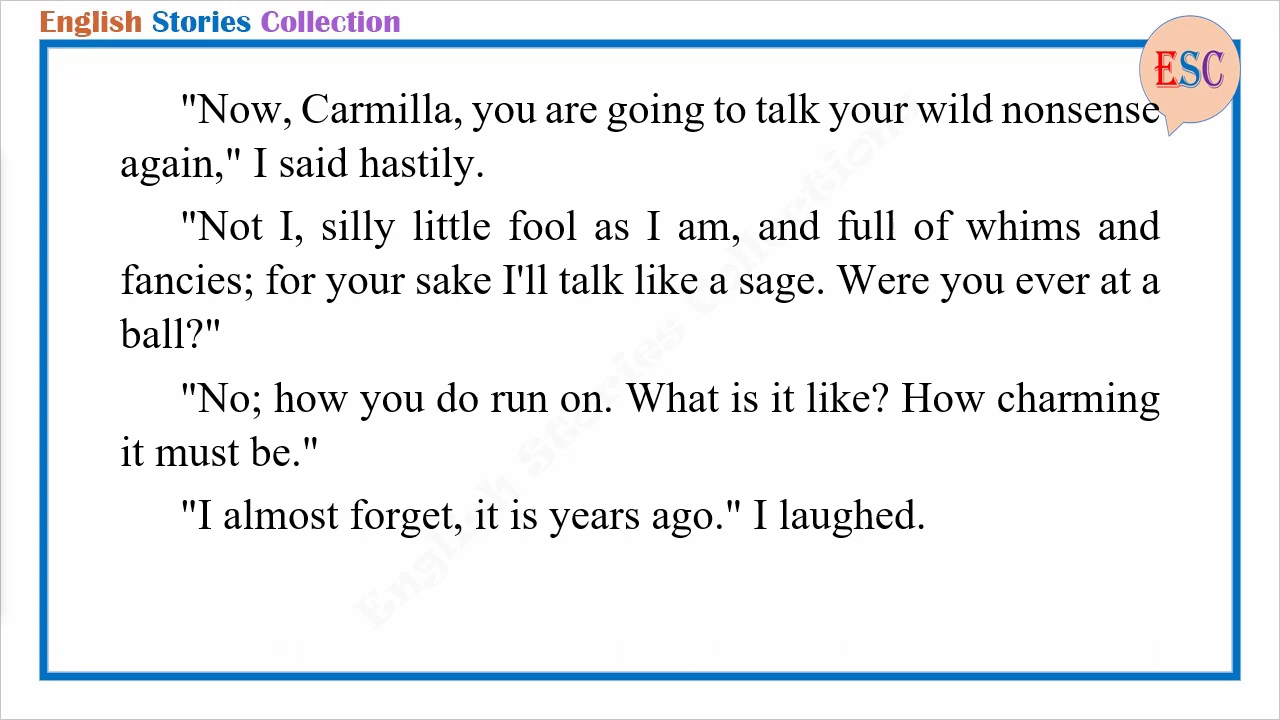 English Stories Collection
ESC
"Now, Carmilla, you are going to talk your wild nonsense
again," I said hastily.
"Not I, silly little fool as I am, and full of whims and
fancies; for your sake I'll talk like a sage. Were you ever at a
ball?"
"No; how you do run on. What is it like? How charming
it must be."
"I almost forget, it is years ago." I laughed.
English Stories Collection